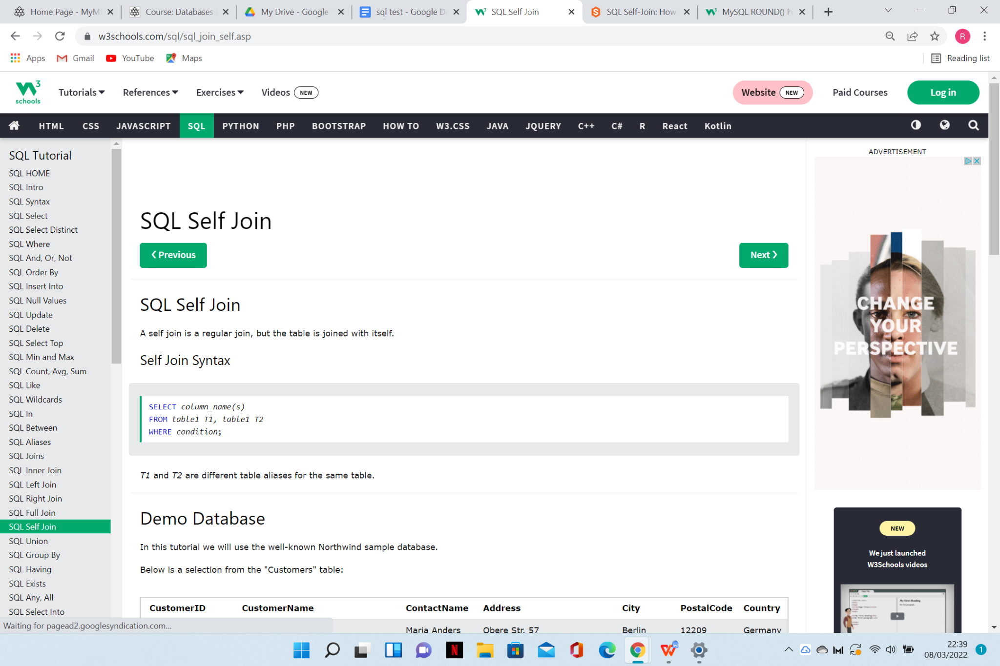 Home Page - MyM
Course: Databases
My Drive - Google
sql test - Google D
SQL Self Join
SQL Self-Join: How
MySQL ROUND() F
w3schools.com/sql/sql_join_self.asp
R
Apps
Gmail
YouTube
Maps
Reading list
W3 schools
Tutorials
References
Exercises
Videos NEW
Website NEW
Paid Courses
Log in
HTML
CSS
JAVASCRIPT
SQL
PYTHON
PHP
BOOTSTRAP
HOW TO
W3.CSS
JAVA
JQUERY
C++
C#
R
React
Kotlin
SQL Tutorial
SQL HOME
SQL Intro
SQL Syntax
SQL Select
SQL Select Distinct
SQL Where
SQL And, Or, Not
SQL Order By
SQL Insert Into
SQL Null Values
SQL Update
SQL Delete
SQL Select Top
SQL Min and Max
SQL Count, Avg, Sum
SQL Like
SQL Wildcards
SQL In
SQL Between
SQL Aliases
SQL Joins
SQL Inner Join
SQL Left Join
SQL Right Join
SQL Full Join
SQL Self Join
SQL Union
SQL Group By
SQL Having
SQL Exists
SQL Any, All
SQL Select Into
Waiting for pagead2.googlesyndication.com...
SQL Self Join
❮ Previous
Next ❯
SQL Self Join
A self join is a regular join, but the table is joined with itself.
Self Join Syntax
SELECT column_name(s)
FROM table1 T1, table1 T2
WHERE condition;
T1 and T2 are different table aliases for the same table.
Demo Database
In this tutorial we will use the well-known Northwind sample database.
Below is a selection from the "Customers" table:
CustomerID CustomerName ContactName Address City PostalCode Country
Maria Anders Obere Str. 57 Berlin 12209 Germany
ADVERTISEMENT
CHANGE
YOUR
PERSPECTIVE
NEW
We just launched
W3Schools videos
My First Heading
22:39
08/03/2022
1